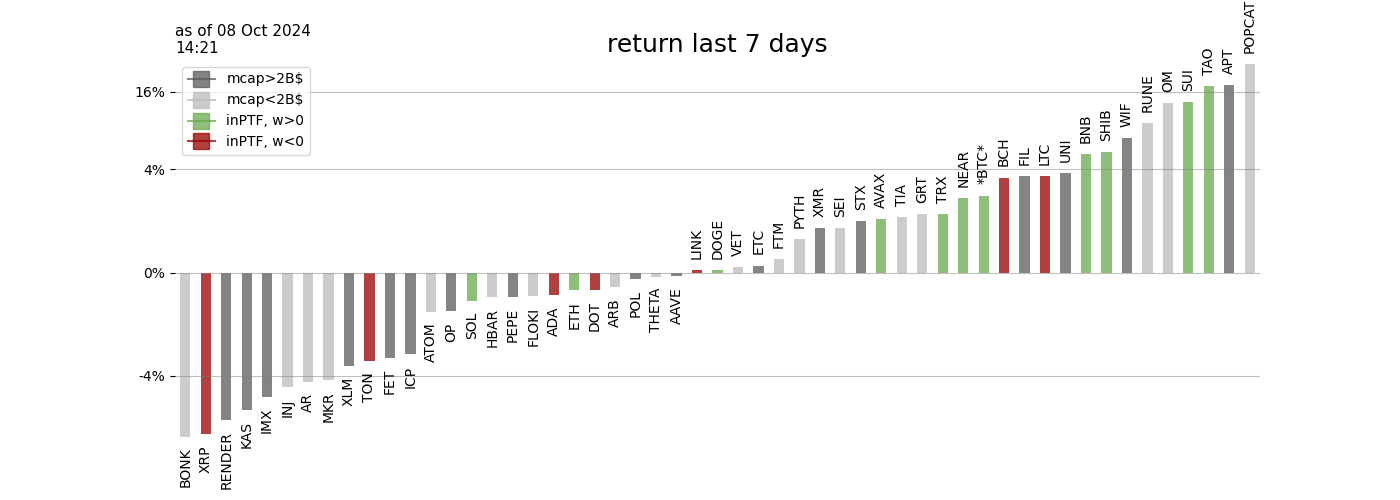 as of 08 Oct 2024
14:21
return last 7 days
mcap>2B$
mcap<2B$
inPTF, w>0
inPTF, w<0
16%
4%
0%
-4%
BONK
XRP
RENDER
KAS
IMX
INJ
AR
MKR
XLM
TON
FET
ICP
ATOM
OP
SOL
HBAR
PEPE
FLOKI
ADA
ETH
DOT
ARB
POL
THETA
AAVE
LINK
DOGE
VET
ETC
FTM
PYTH
XMR
SEI
STX
AVAX
TIA
GRT
TRX
NEAR
*BTC*
BCH
FIL
LTC
UNI
BNB
SHIB
WIF
RUNE
OM
SUI
TAO
APT
POPCAT